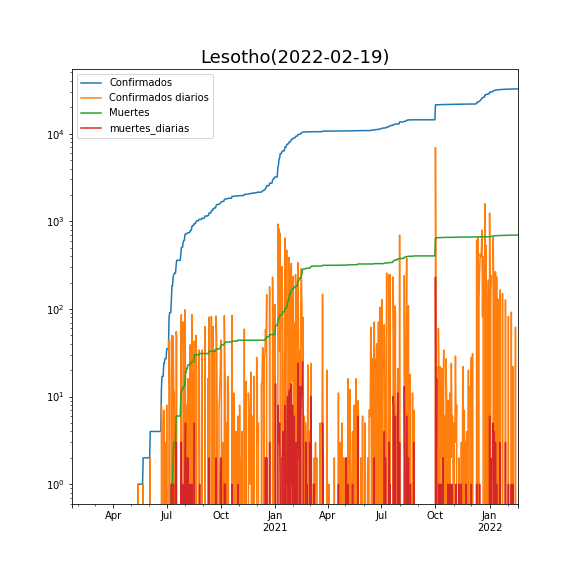 Lesotho(2022-02-19)
Confirmados
Confirmados diarios
Muertes
muertes_diarias
10⁴
10³
10²
10¹
10⁰
Apr Jul Oct Jan Apr Jul Oct Jan
2021 2022